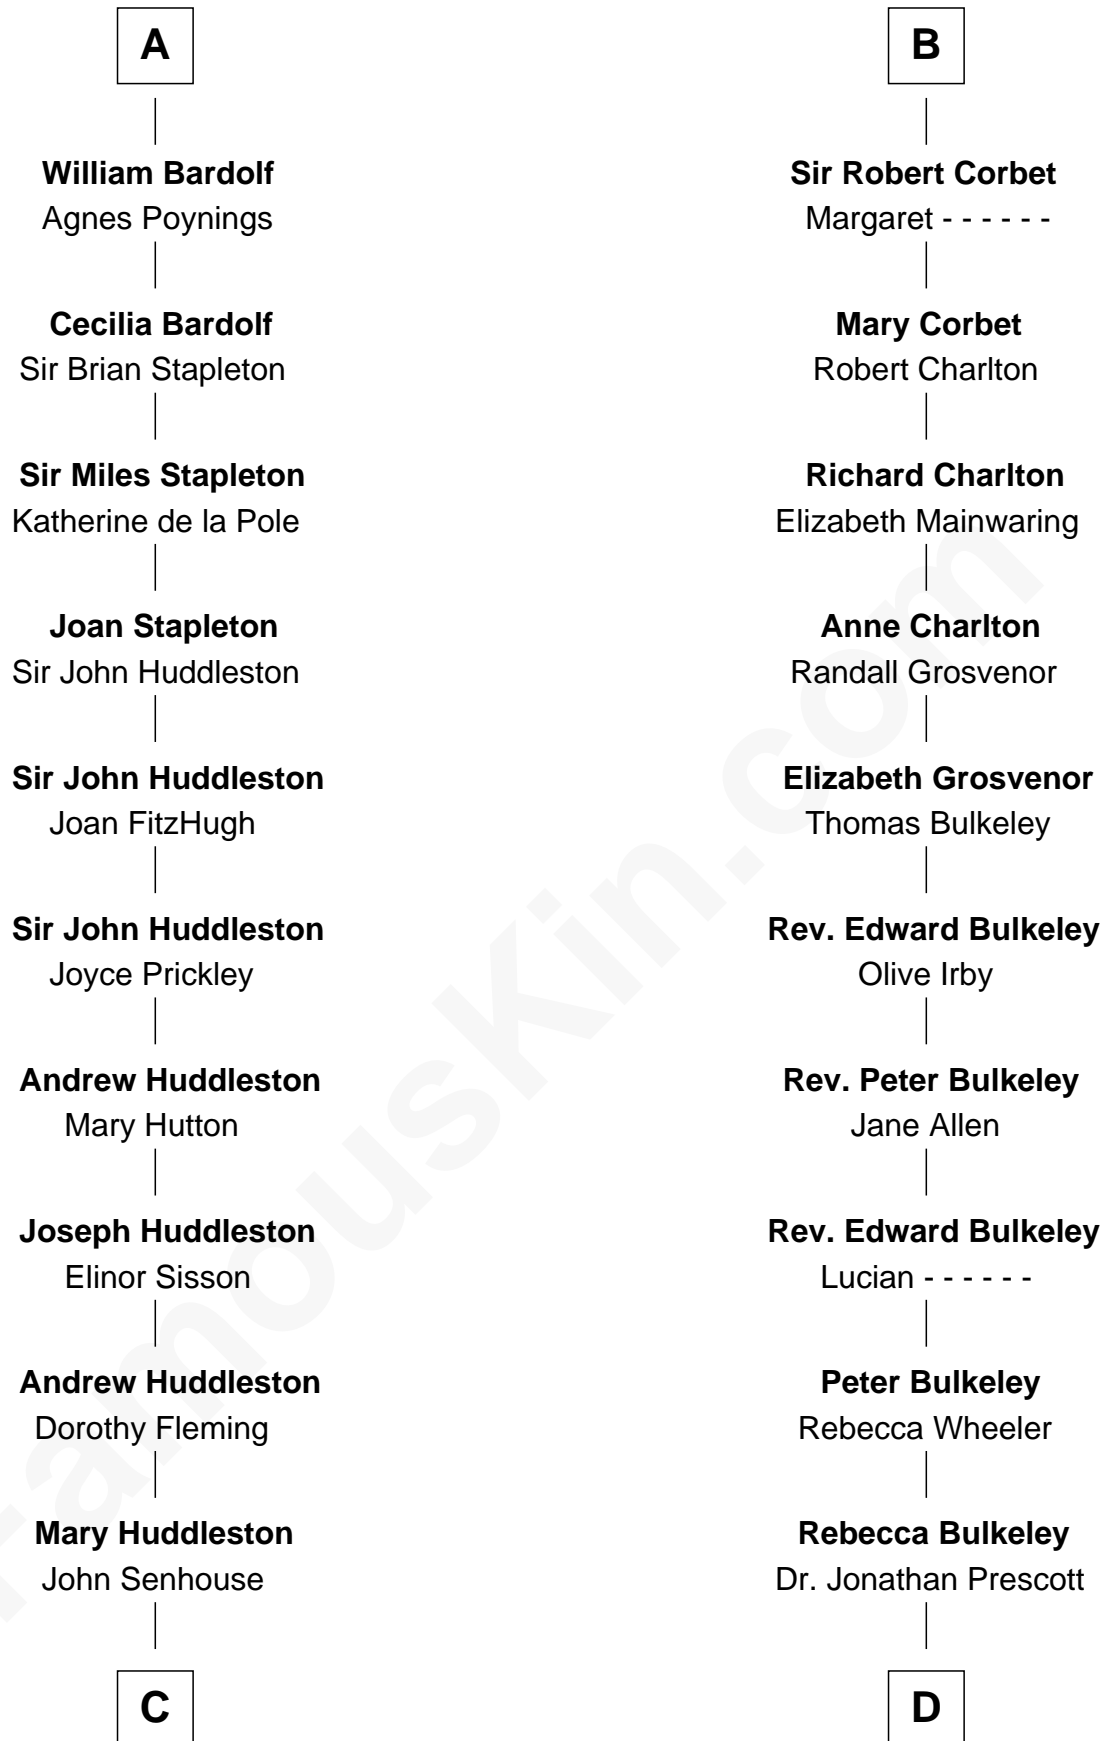 A
William Bardolf
Agnes Poynings
Cecilia Bardolf
Sir Brian Stapleton
Sir Miles Stapleton
Katherine de la Pole
Joan Stapleton
Sir John Huddleston
Sir John Huddleston
Joan FitzHugh
Sir John Huddleston
Joyce Prickley
Andrew Huddleston
Mary Hutton
Joseph Huddleston
Elinor Sisson
Andrew Huddleston
Dorothy Fleming
Mary Huddleston
John Senhouse
C
B
Sir Robert Corbet
Margaret - - - - - -
Mary Corbet
Robert Charlton
Richard Charlton
Elizabeth Mainwaring
Anne Charlton
Randall Grosvenor
Elizabeth Grosvenor
Thomas Bulkeley
Rev. Edward Bulkeley
Olive Irby
Rev. Peter Bulkeley
Jane Allen
Rev. Edward Bulkeley
Lucian - - - - - -
Peter Bulkeley
Rebecca Wheeler
Rebecca Bulkeley
Dr. Jonathan Prescott
D
FamousKin.com